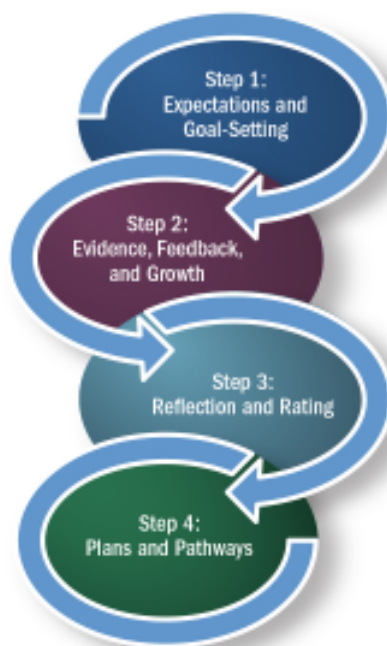 Step 1:
Expectations and
Goal-Setting
Step 2:
Evidence, Feedback,
and Growth
Step 3:
Reflection and Rating
Step 4:
Plans and Pathways